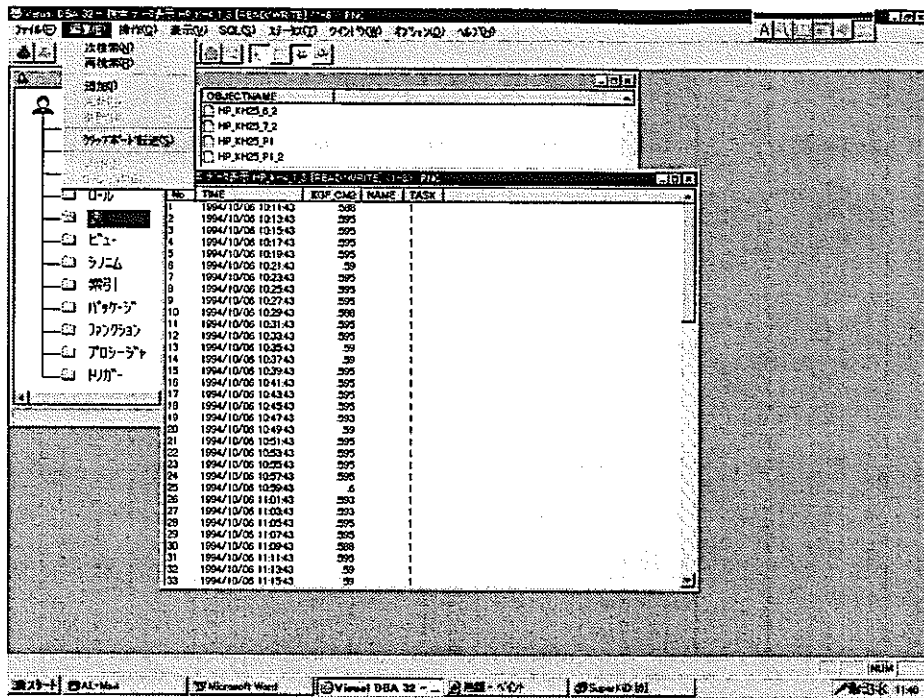 ファイル(F) 編集(E) 操作(O) 表示(V) SQL(S) ステータス(T) ウィンドウ(W) オプション(O) ヘルプ(H)
次検索(N)
再検索(R)
追加(I)
クリップボード転送(S)
OBJECTNAME
HP_KH25_6_2
HP_KH25_7_2
HP_KH25_P1
HP_KH25_P1_2
ロール
表
ビュー
シノニム
索引
パッケージ
ファンクション
プロシージャ
トリガー
No TIME KGF_CM2 NAME TASK
1 1994/10/06 10:11:43 .588 1
2 1994/10/06 10:13:43 .595 1
3 1994/10/06 10:15:43 .595 1
4 1994/10/06 10:17:43 .595 1
5 1994/10/06 10:19:43 .595 1
6 1994/10/06 10:21:43 .59 1
7 1994/10/06 10:23:43 .595 1
8 1994/10/06 10:25:43 .595 1
9 1994/10/06 10:27:43 .595 1
10 1994/10/06 10:29:43 .588 1
11 1994/10/06 10:31:43 .595 1
12 1994/10/06 10:33:43 .595 1
13 1994/10/06 10:35:43 .59 1
14 1994/10/06 10:37:43 .59 1
15 1994/10/06 10:39:43 .595 1
16 1994/10/06 10:41:43 .595 1
17 1994/10/06 10:43:43 .595 1
18 1994/10/06 10:45:43 .595 1
19 1994/10/06 10:47:43 .593 1
20 1994/10/06 10:49:43 .59 1
21 1994/10/06 10:51:43 .595 1
22 1994/10/06 10:53:43 .595 1
23 1994/10/06 10:55:43 .595 1
24 1994/10/06 10:57:43 .595 1
25 1994/10/06 10:59:43 .6 1
26 1994/10/06 11:01:43 .593 1
27 1994/10/06 11:03:43 .593 1
28 1994/10/06 11:05:43 .595 1
29 1994/10/06 11:07:43 .595 1
30 1994/10/06 11:09:43 .588 1
31 1994/10/06 11:11:43 .595 1
32 1994/10/06 11:13:43 .59 1
33 1994/10/06 11:15:43 .59 1
NUM
スタート AL-Mail Microsoft Word Visual DBA 32 - ペイント SuperKiD